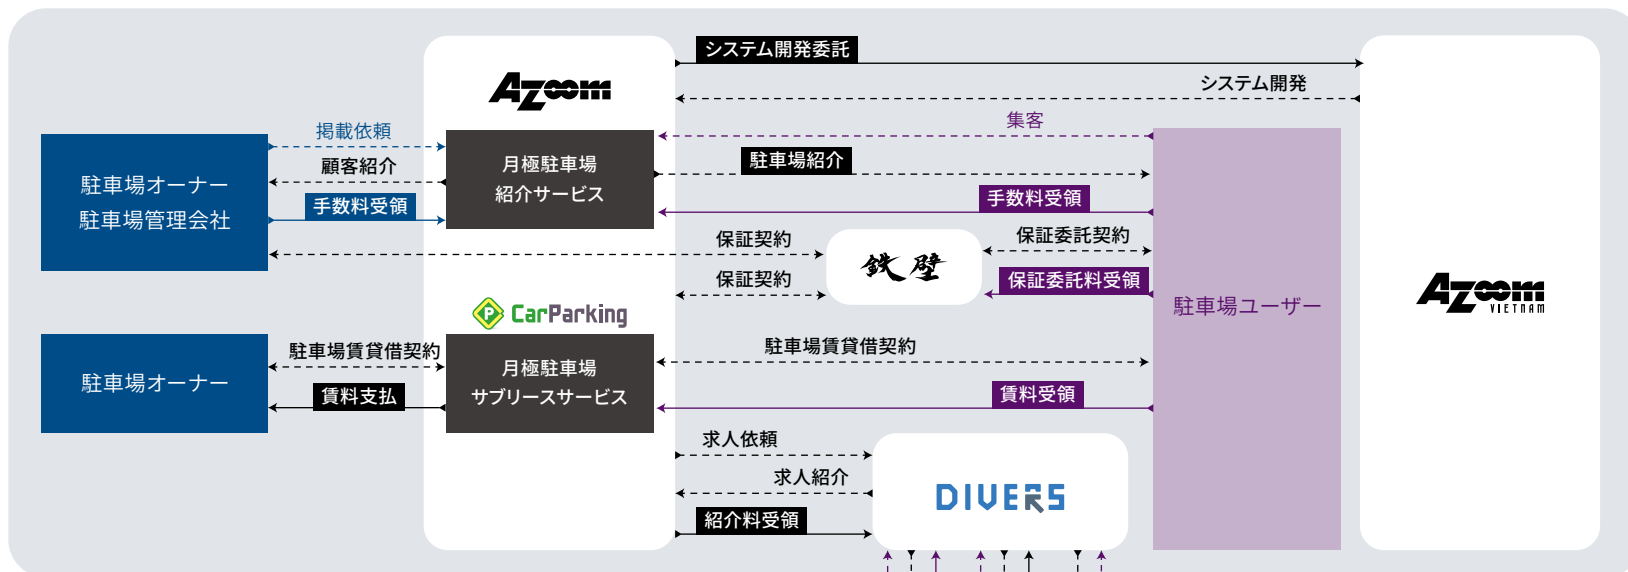 システム開発委託
Azoom
システム開発
掲載依頼
集客
顧客紹介
月極駐車場
紹介サービス
駐車場紹介
駐車場オーナー
駐車場管理会社
手数料受領
手数料受領
保証契約
保証委託契約
鉄壁
保証契約
保証委託料受領
駐車場ユーザー
Azoom
VIETNAM
P CarParking
駐車場賃貸借契約
月極駐車場
サブリースサービス
駐車場賃貸借契約
駐車場オーナー
賃料支払
賃料受領
求人依頼
求人紹介
DIVERS
紹介料受領